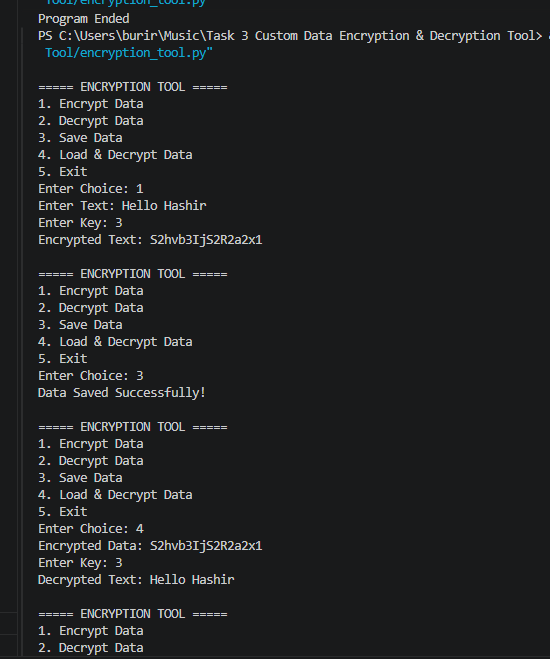 Tool/encryption_tool.py
Program Ended
PS C:\Users\burir\Music\Task 3 Custom Data Encryption & Decryption Tool> &
Tool/encryption_tool.py"
===== ENCRYPTION TOOL =====
1. Encrypt Data
2. Decrypt Data
3. Save Data
4. Load & Decrypt Data
5. Exit
Enter Choice: 1
Enter Text: Hello Hashir
Enter Key: 3
Encrypted Text: S2hvb3IjS2R2a2x1
===== ENCRYPTION TOOL =====
1. Encrypt Data
2. Decrypt Data
3. Save Data
4. Load & Decrypt Data
5. Exit
Enter Choice: 3
Data Saved Successfully!
===== ENCRYPTION TOOL =====
1. Encrypt Data
2. Decrypt Data
3. Save Data
4. Load & Decrypt Data
5. Exit
Enter Choice: 4
Encrypted Data: S2hvb3IjS2R2a2x1
Enter Key: 3
Decrypted Text: Hello Hashir
===== ENCRYPTION TOOL =====
1. Encrypt Data
2. Decrypt Data